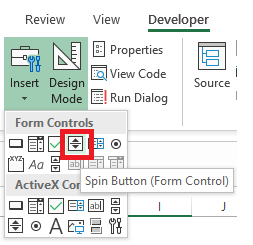 Review View Developer
Properties
View Code
Run Dialog
Insert Design Mode Source
Form Controls
XYZ Aa
Spin Button (Form Control)
ActiveX Co
A
I J